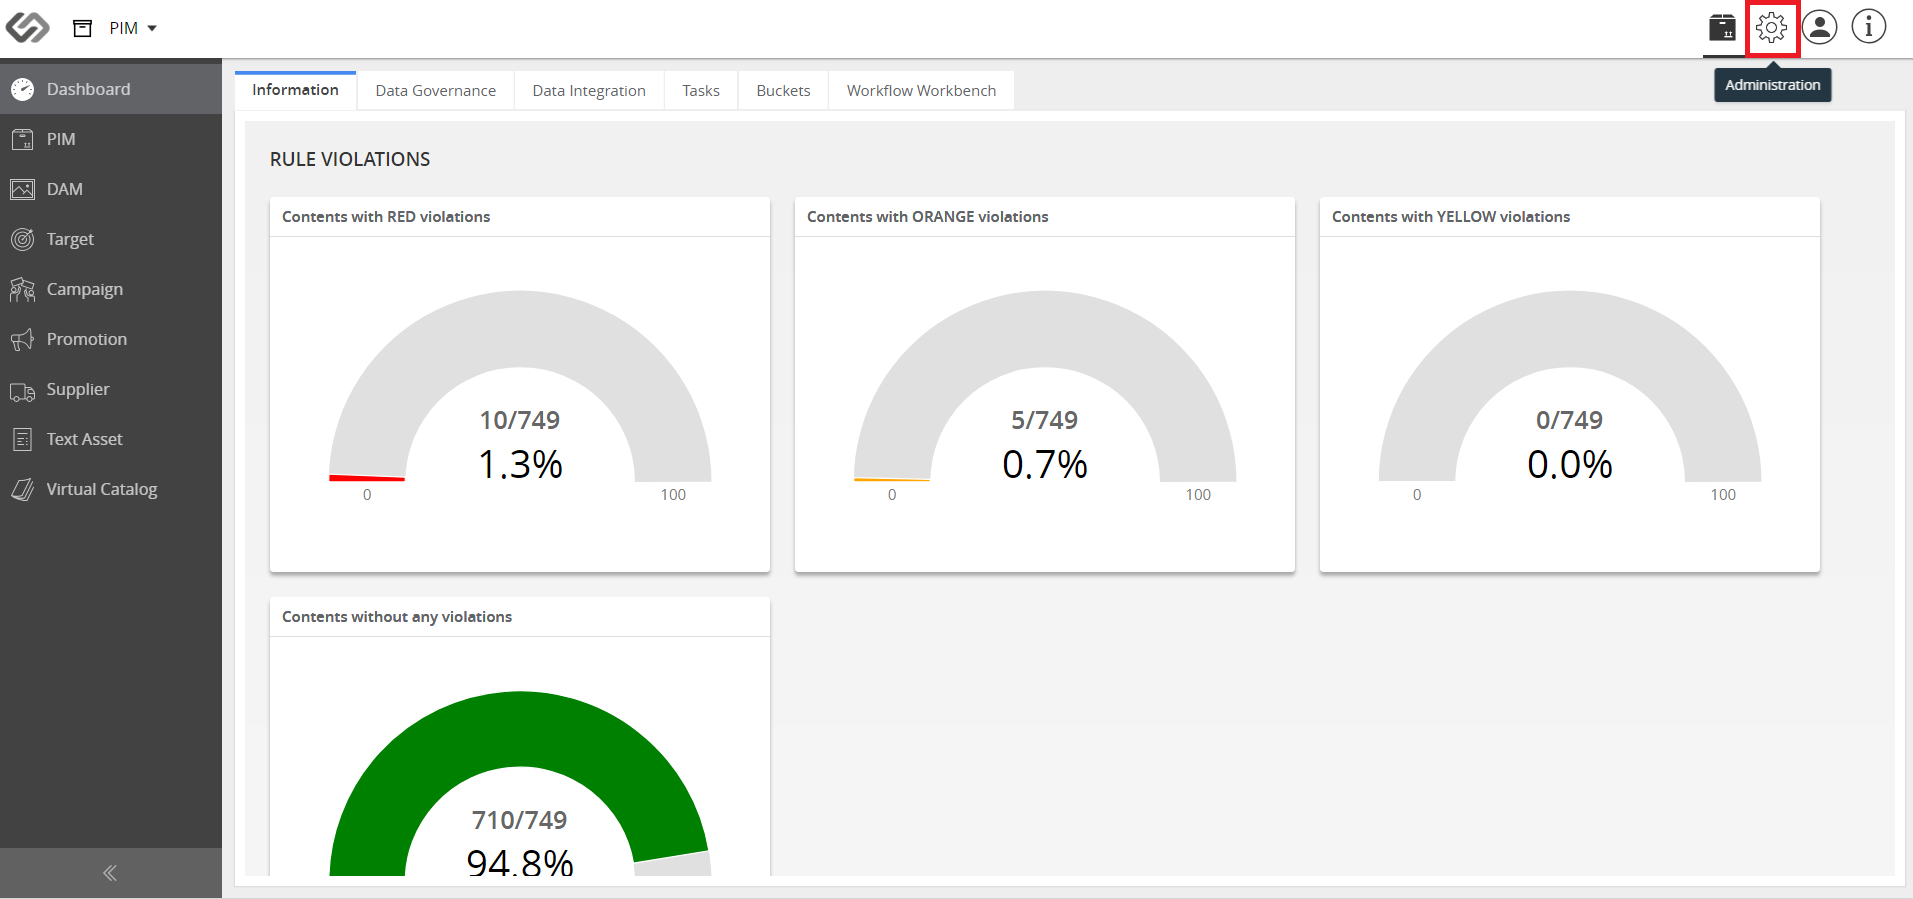 PIM
Administration
Dashboard
PIM
DAM
Target
Campaign
Promotion
Supplier
Text Asset
Virtual Catalog
Information
Data Governance
Data Integration
Tasks
Buckets
Workflow Workbench
RULE VIOLATIONS
Contents with RED violations
10/749
1.3%
0
100
Contents with ORANGE violations
5/749
0.7%
0
100
Contents with YELLOW violations
0/749
0.0%
0
100
Contents without any violations
710/749
94.8%